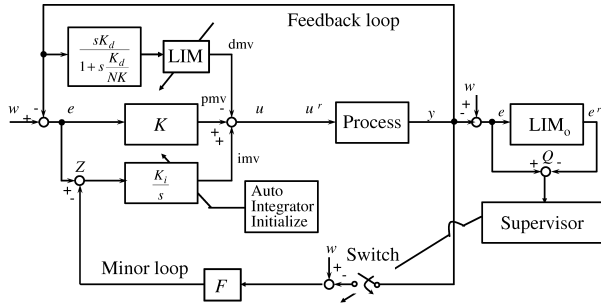 Feedback loop
sK_d
1+s K_d
NK
LIM
dmv
w
+
-
e
K
pmv
-
+
+
u
u^r
Process
y
w
+
-
e
LIM_o
e^r
imv
Z
+
-
K_i
s
Auto
Integrator
Initialize
+
Q
-
Supervisor
Minor loop
F
w
+
-
Switch